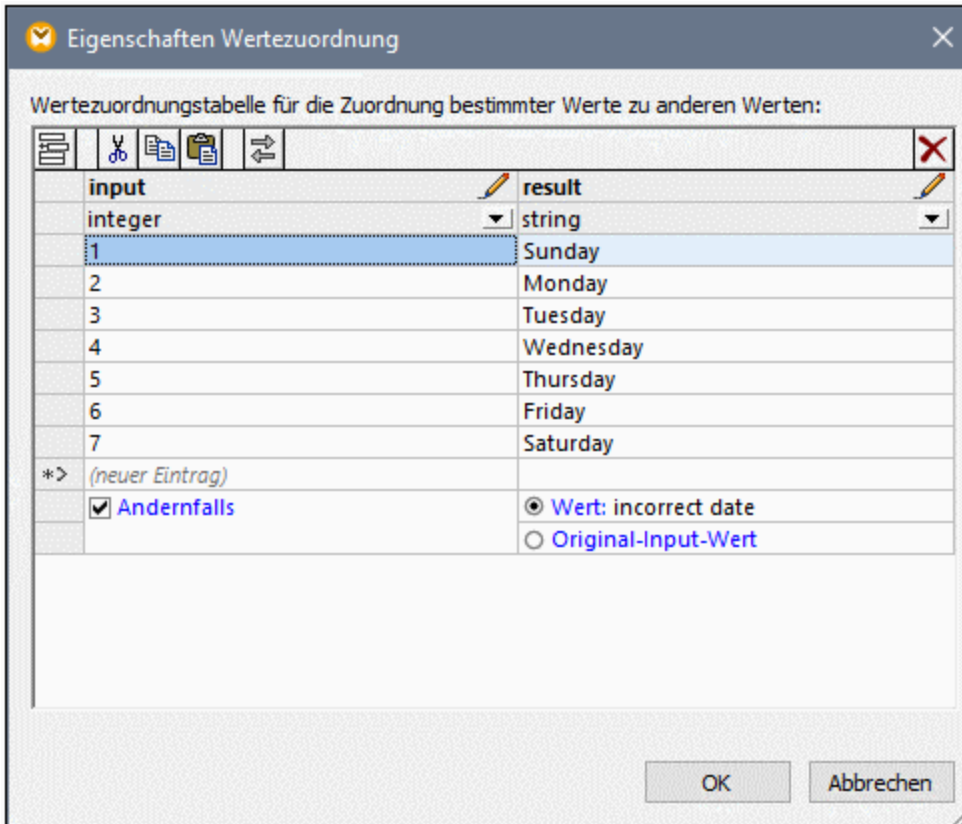 Eigenschaften Wertezuordnung
Wertezuordnungstabelle für die Zuordnung bestimmter Werte zu anderen Werten:
input result
integer string
1 Sunday
2 Monday
3 Tuesday
4 Wednesday
5 Thursday
6 Friday
7 Saturday
*> (neuer Eintrag)
Andernfalls Wert: incorrect date
Original-Input-Wert
OK Abbrechen